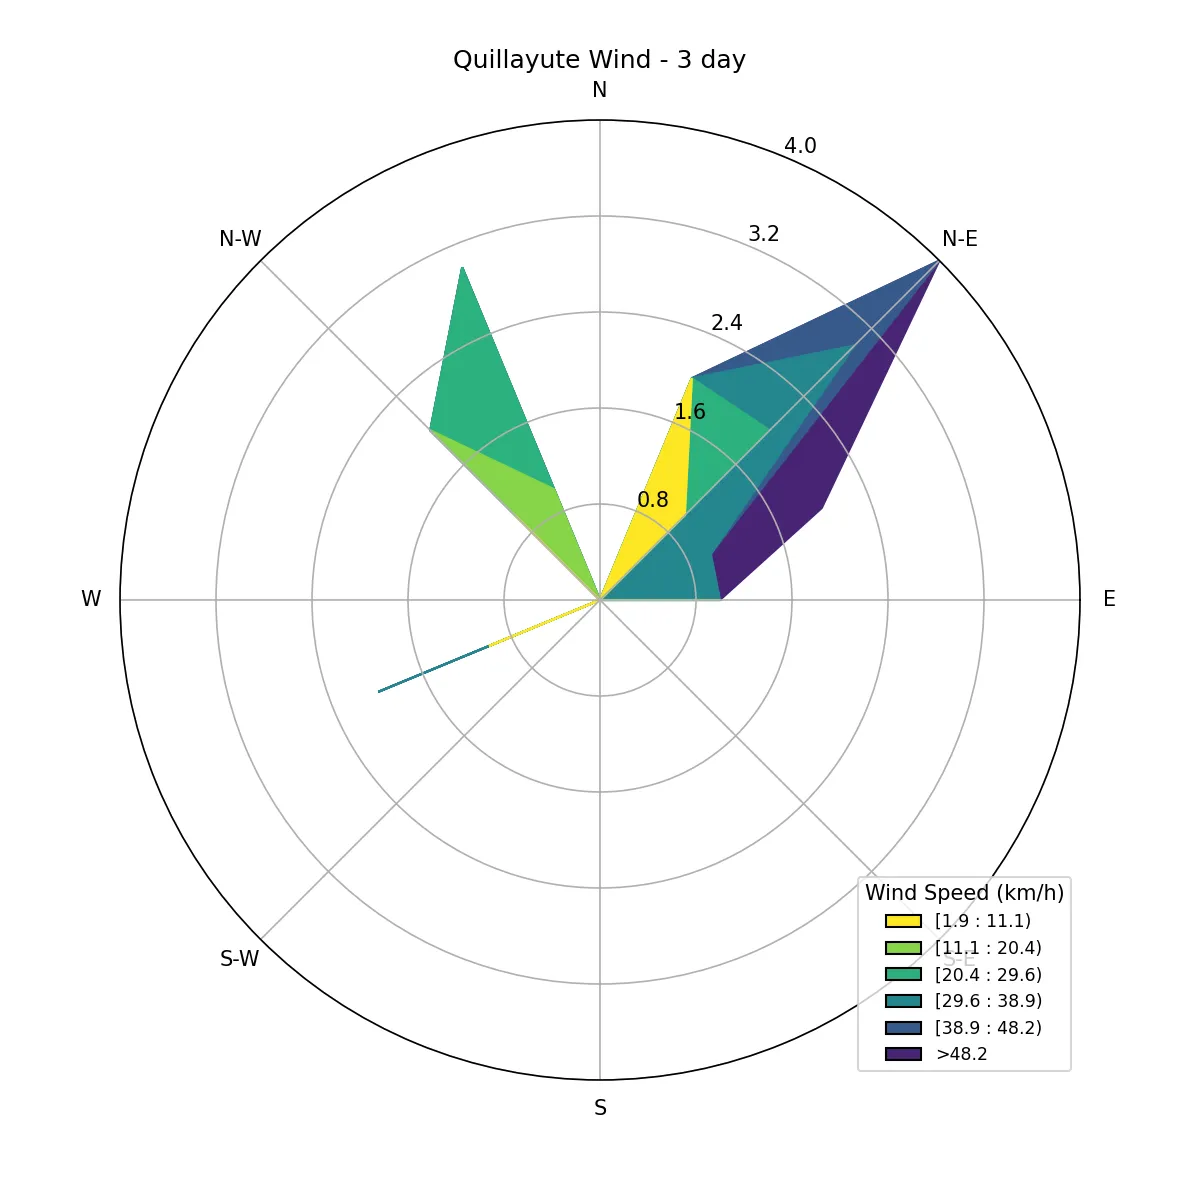 Quillayute Wind - 3 day
N
4.0
N-W
3.2
N-E
2.4
1.6
0.8
W
E
Wind Speed (km/h)
[1.9 : 11.1)
[11.1 : 20.4)
S-W
S-E
[20.4 : 29.6)
[29.6 : 38.9)
[38.9 : 48.2)
>48.2
S